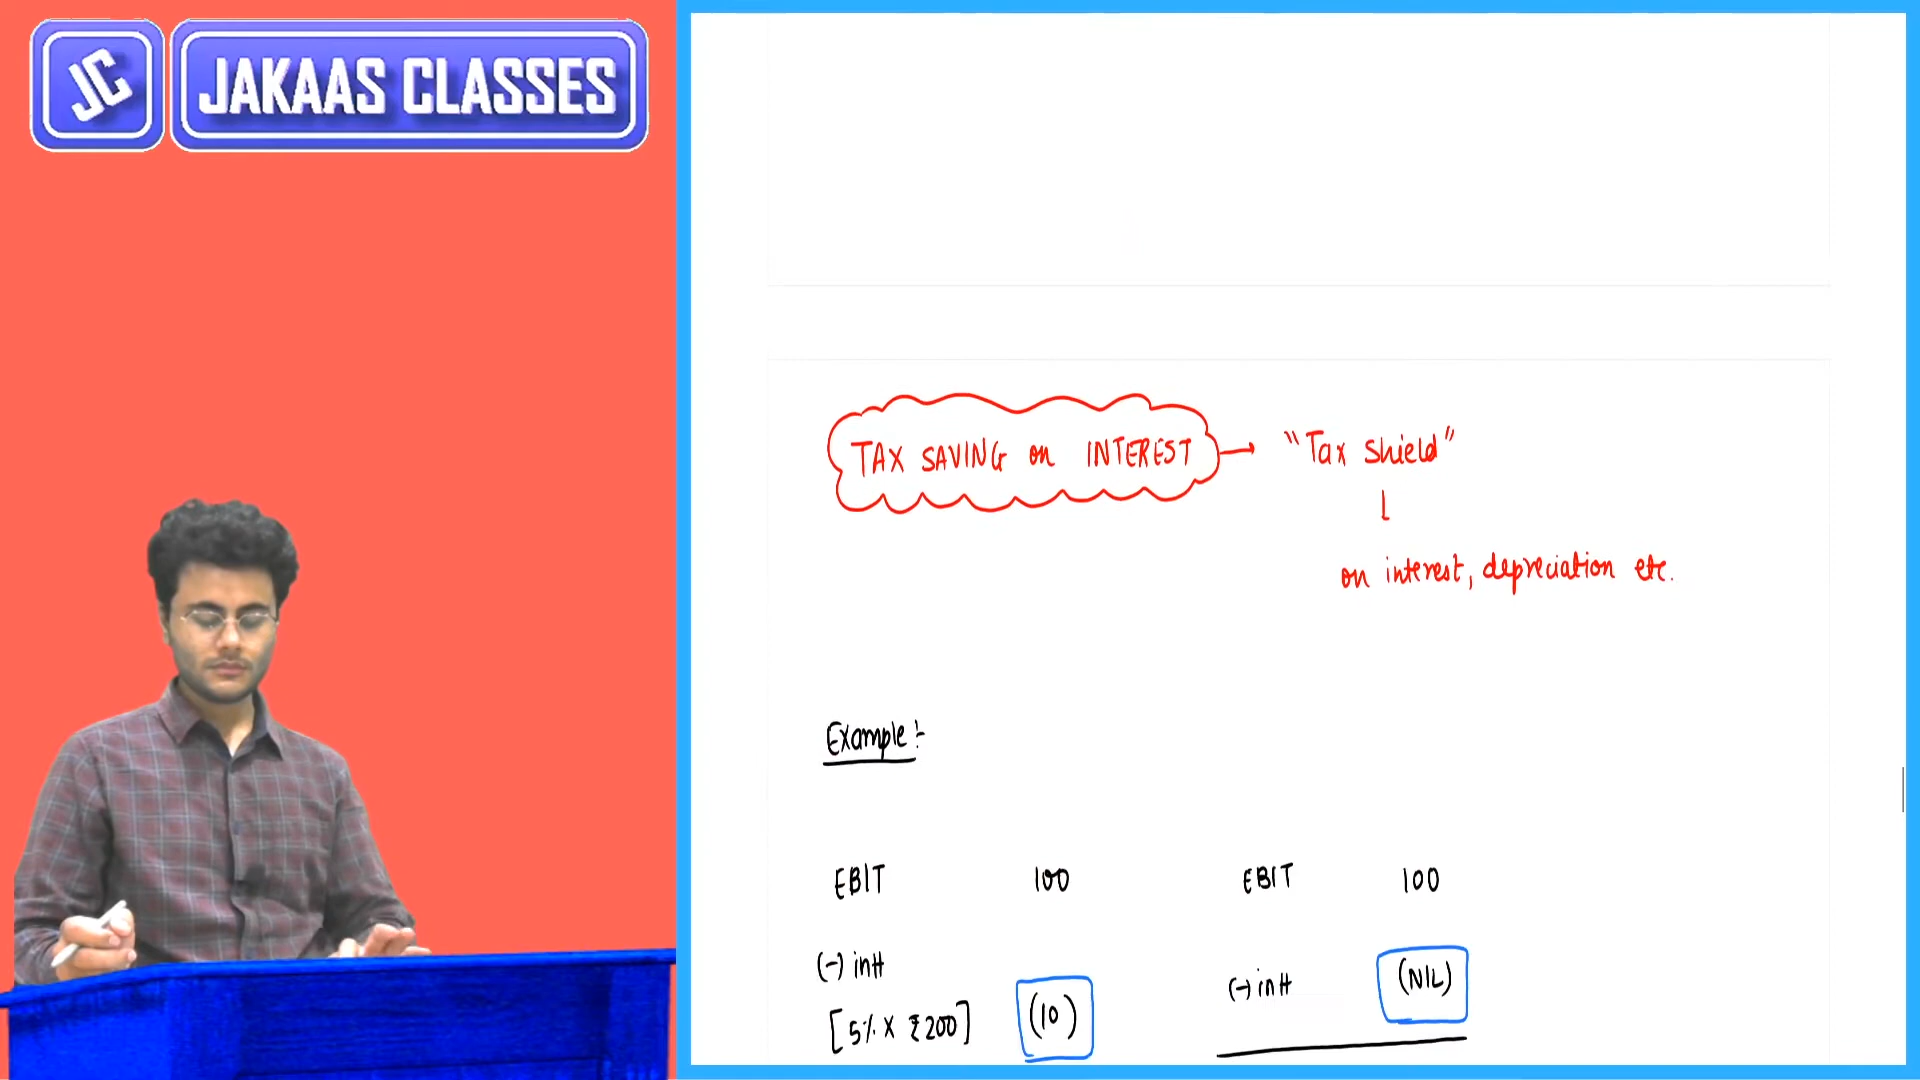 JC JAKAAS CLASSES
TAX SAVING on INTEREST → "Tax Shield"
on interest, depreciation etc.
Example :-
EBIT 100 EBIT 100
(-) intt (-) intt (NIL)
[5% X ₹200] (10)